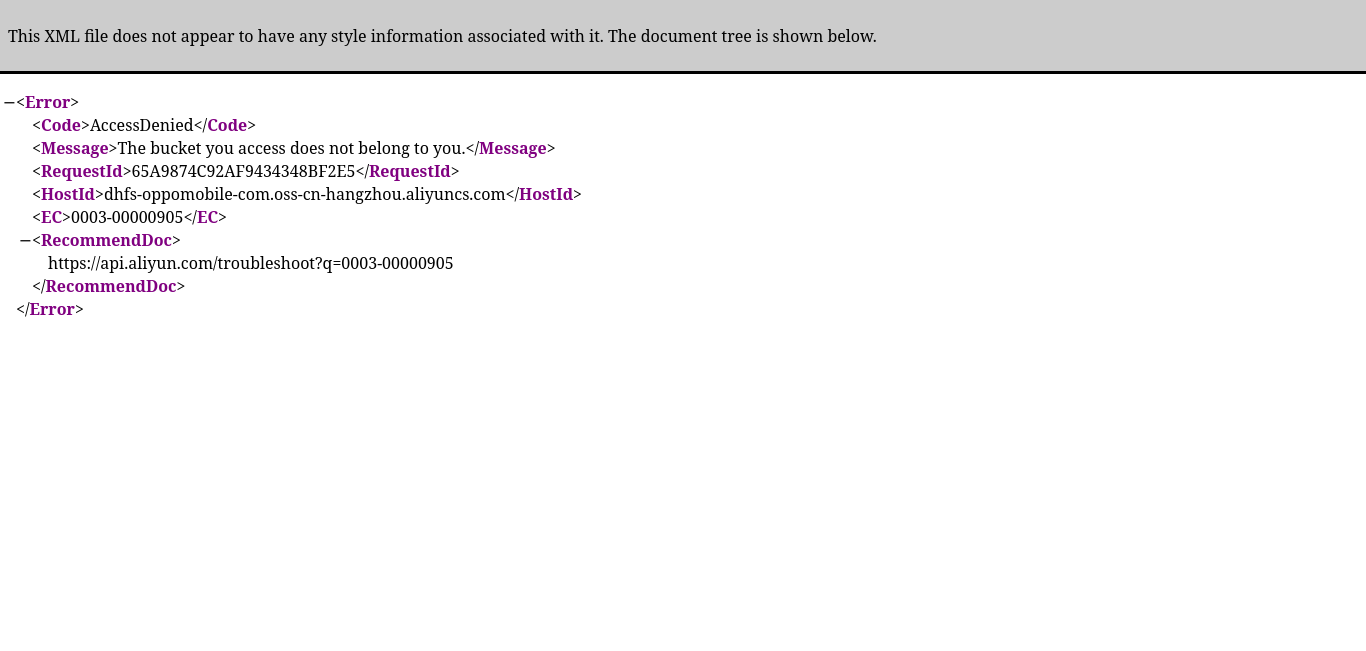 This XML file does not appear to have any style information associated with it. The document tree is shown below.
−<Error>
<Code>AccessDenied</Code>
<Message>The bucket you access does not belong to you.</Message>
<RequestId>65A9874C92AF9434348BF2E5</RequestId>
<HostId>dhfs-oppomobile-com.oss-cn-hangzhou.aliyuncs.com</HostId>
<EC>0003-00000905</EC>
−<RecommendDoc>
https://api.aliyun.com/troubleshoot?q=0003-00000905
</RecommendDoc>
</Error>